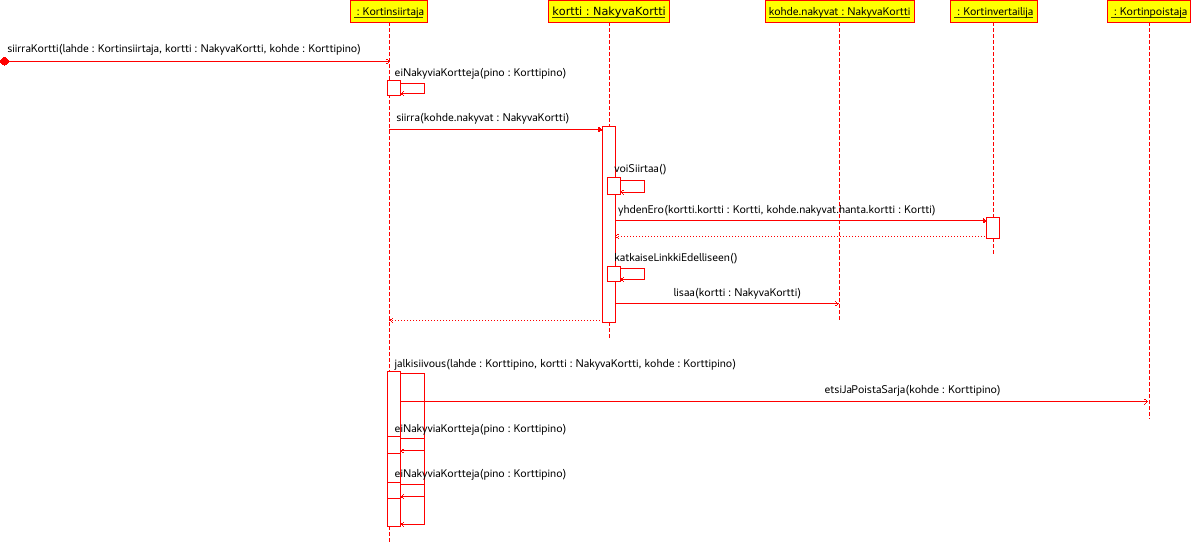 : Kortinsiirtaja
kortti : NakyvaKortti
kohde.nakyvat : NakyvaKortti
: Kortinvertailija
: Kortinpoistaja
siirraKortti(lahde : Kortinsiirtaja, kortti : NakyvaKortti, kohde : Korttipino)
eiNakyviaKortteja(pino : Korttipino)
siirra(kohde.nakyvat : NakyvaKortti)
voiSiirtaa()
yhdenEro(kortti.kortti : Kortti, kohde.nakyvat.hanta.kortti : Kortti)
katkaiseLinkkiEdelliseen()
lisaa(kortti : NakyvaKortti)
jalkisiivous(lahde : Korttipino, kortti : NakyvaKortti, kohde : Korttipino)
etsiJaPoistaSarja(kohde : Korttipino)
eiNakyviaKortteja(pino : Korttipino)
eiNakyviaKortteja(pino : Korttipino)